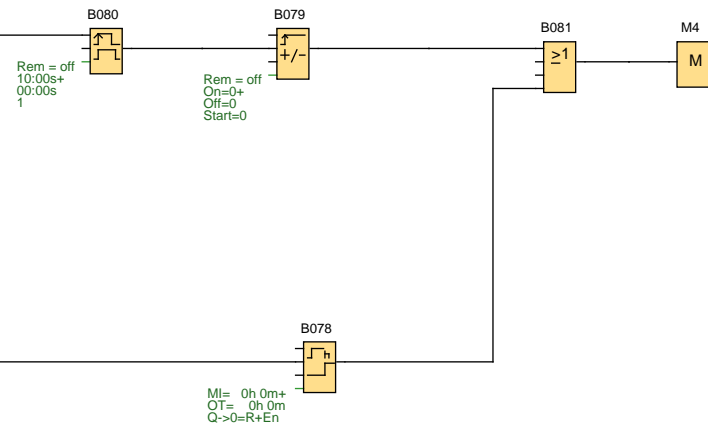 B080
B079
B081
M4
+/-
≥1
M
Rem = off
10:00s+
00:00s
1
Rem = off
On=0+
Off=0
Start=0
B078
h
MI= 0h 0m+
OT= 0h 0m
Q->0=R+En